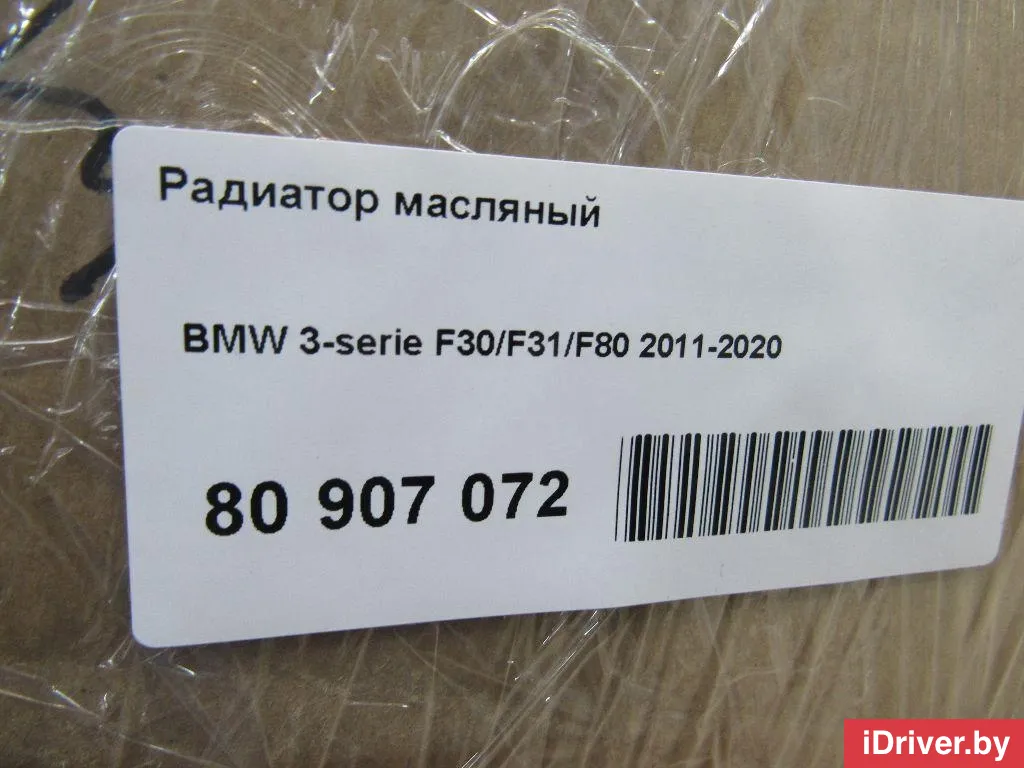 Радиатор масляный
BMW 3-serie F30/F31/F80 2011-2020
80 907 072
iDriver.by